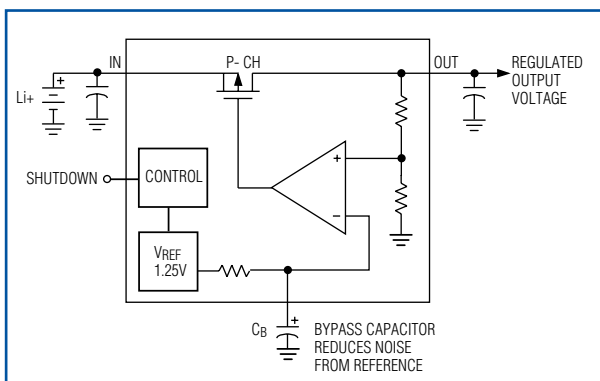 IN
P- CH
OUT
REGULATED
OUTPUT
VOLTAGE
+
Li+
+
SHUTDOWN
CONTROL
−
VREF
1.25V
+
CB
BYPASS CAPACITOR
REDUCES NOISE
FROM REFERENCE